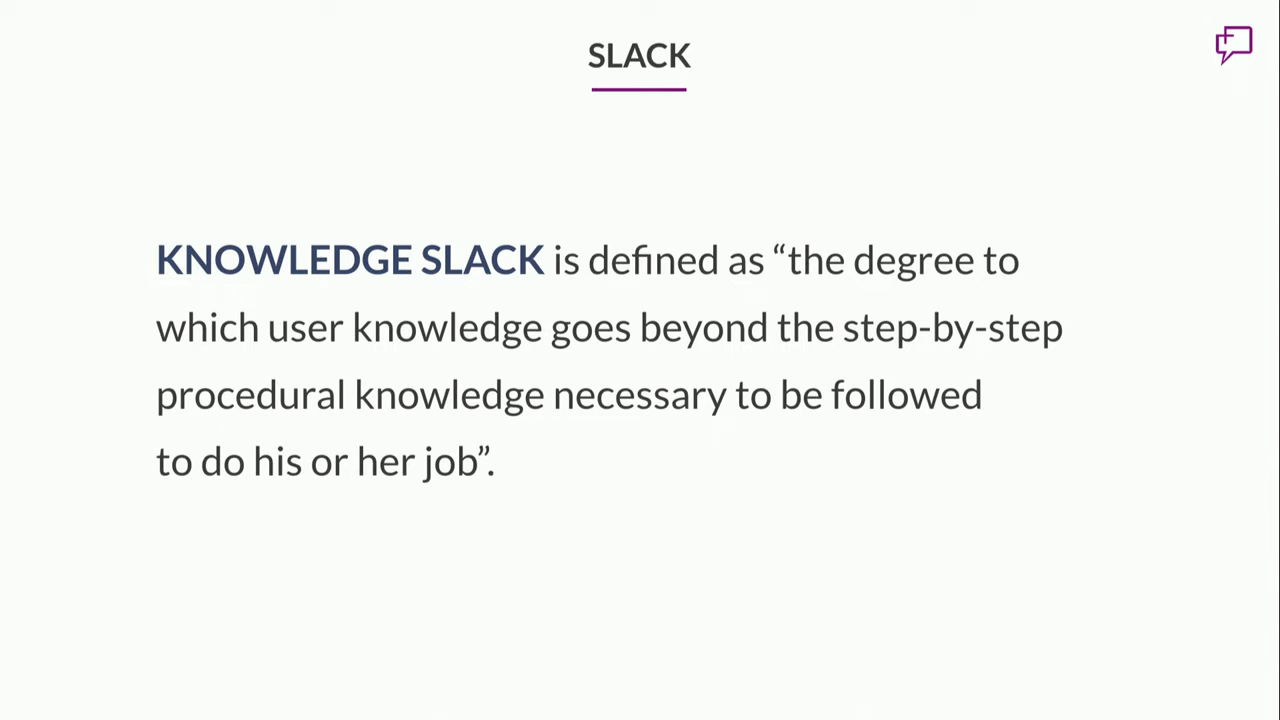 SLACK
KNOWLEDGE SLACK is defined as “the degree to
which user knowledge goes beyond the step-by-step
procedural knowledge necessary to be followed
to do his or her job”.